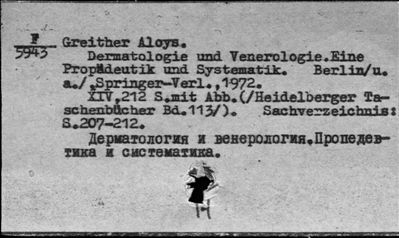 F
5943
Greither Aloys.
Dermatologie und Venerologie.Eine
Propädeutik und Systematik. Berlin/u.
a./,Springer-Verl.,1972.
XIV,212 S.mit Abb.(/Heidelberger Ta-
schenbücher Bd.113/). Sachverzeichnis:
S.207-212.
Дерматология и венерология.Пропедев-
тика и систематика.